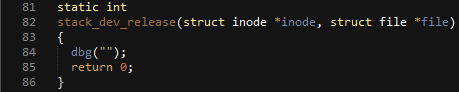 81 static int
82 stack_dev_release(struct inode *inode, struct file *file)
83 {
84   dbg("");
85   return 0;
86 }